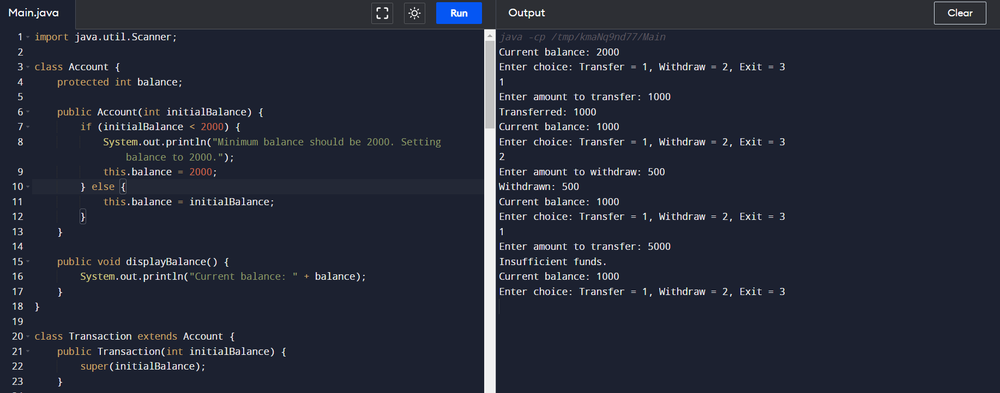 Main.java
Run
Output
Clear
1 import java.util.Scanner;
2
3 class Account {
4     protected int balance;
5
6     public Account(int initialBalance) {
7         if (initialBalance < 2000) {
8             System.out.println("Minimum balance should be 2000. Setting
balance to 2000.");
9             this.balance = 2000;
10         } else {
11             this.balance = initialBalance;
12         }
13     }
14
15     public void displayBalance() {
16         System.out.println("Current balance: " + balance);
17     }
18 }
19
20 class Transaction extends Account {
21     public Transaction(int initialBalance) {
22         super(initialBalance);
23     }
java -cp /tmp/kmaNq9nd77/Main
Current balance: 2000
Enter choice: Transfer = 1, Withdraw = 2, Exit = 3
1
Enter amount to transfer: 1000
Transferred: 1000
Current balance: 1000
Enter choice: Transfer = 1, Withdraw = 2, Exit = 3
2
Enter amount to withdraw: 500
Withdrawn: 500
Current balance: 1000
Enter choice: Transfer = 1, Withdraw = 2, Exit = 3
1
Enter amount to transfer: 5000
Insufficient funds.
Current balance: 1000
Enter choice: Transfer = 1, Withdraw = 2, Exit = 3